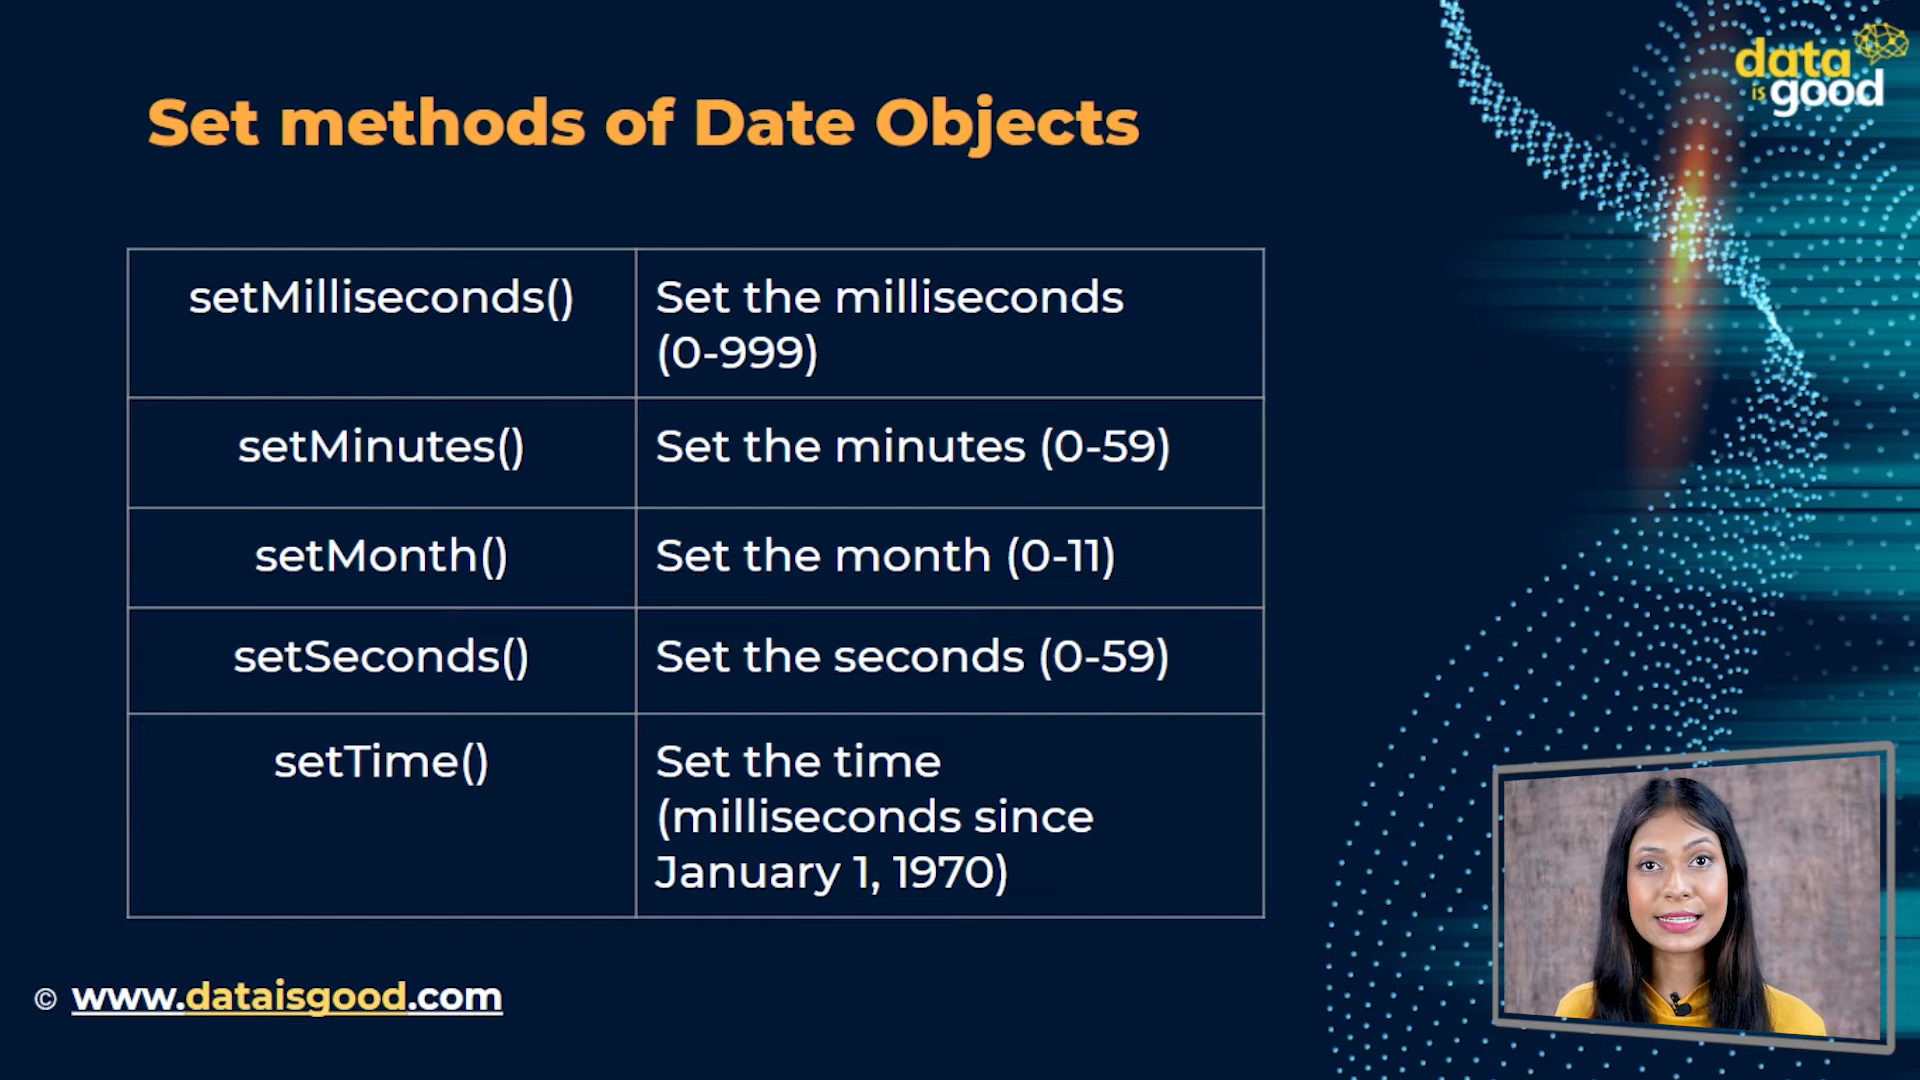 data
is good
Set methods of Date Objects
setMilliseconds() Set the milliseconds
(0-999)
setMinutes() Set the minutes (0-59)
setMonth() Set the month (0-11)
setSeconds() Set the seconds (0-59)
setTime() Set the time
(milliseconds since
January 1, 1970)
© www.dataisgood.com